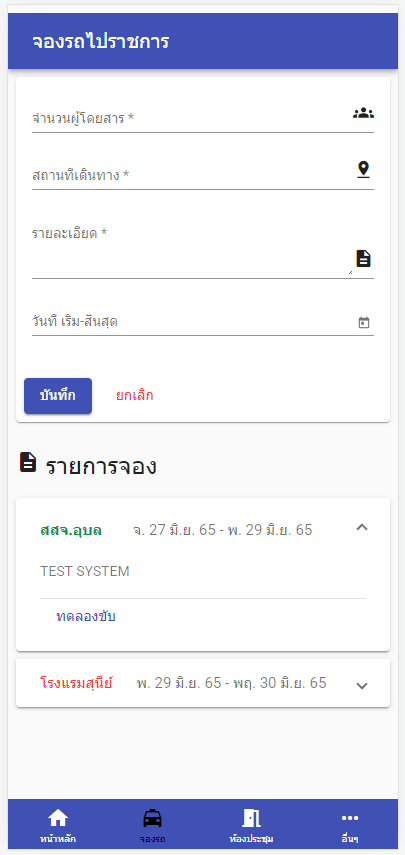 จองรถไปราชการ
จำนวนผู้โดยสาร *
สถานที่เดินทาง *
รายละเอียด *
วันที่ เริ่ม-สิ้นสุด
บันทึก ยกเลิก
รายการจอง
สสจ.อุบล จ. 27 มิ.ย. 65 - พ. 29 มิ.ย. 65
TEST SYSTEM
ทดลองขับ
โรงแรมสุนีย์ พ. 29 มิ.ย. 65 - พฤ. 30 มิ.ย. 65
หน้าหลัก จองรถ ห้องประชุม อื่นๆ